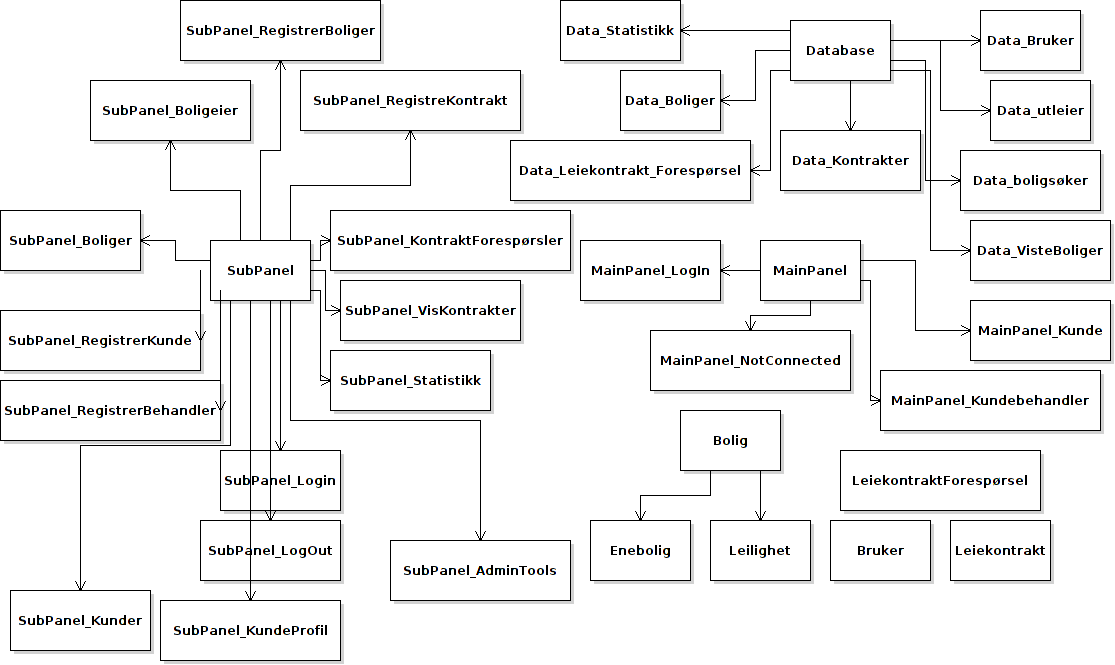 SubPanel_RegistrerBoliger
Data_Statistikk
Database
Data_Bruker
SubPanel_Boligeier
SubPanel_RegistreKontrakt
Data_Boliger
Data_utleier
Data_Leiekontrakt_Forespørsel
Data_Kontrakter
Data_boligsøker
SubPanel_Boliger
SubPanel
SubPanel_KontraktForespørsler
MainPanel_LogIn
MainPanel
Data_VisteBoliger
SubPanel_RegistrerKunde
SubPanel_VisKontrakter
MainPanel_NotConnected
MainPanel_Kunde
SubPanel_RegistrerBehandler
SubPanel_Statistikk
MainPanel_Kundebehandler
Bolig
SubPanel_Login
LeiekontraktForespørsel
SubPanel_LogOut
SubPanel_AdminTools
Enebolig
Leilighet
Bruker
Leiekontrakt
SubPanel_Kunder
SubPanel_KundeProfil